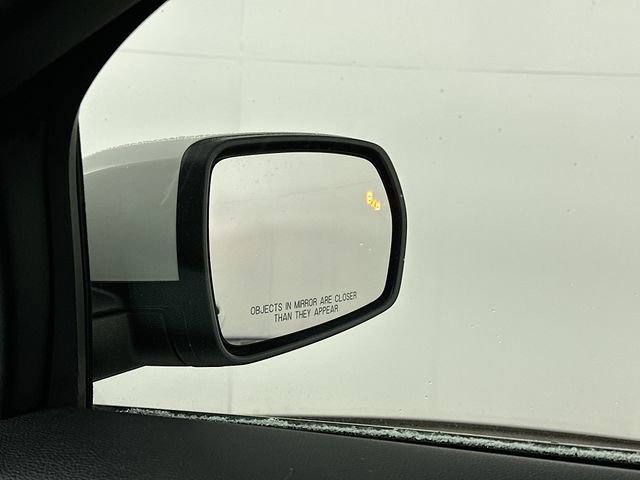 OBJECTS IN MIRROR ARE CLOSER
THAN THEY APPEAR